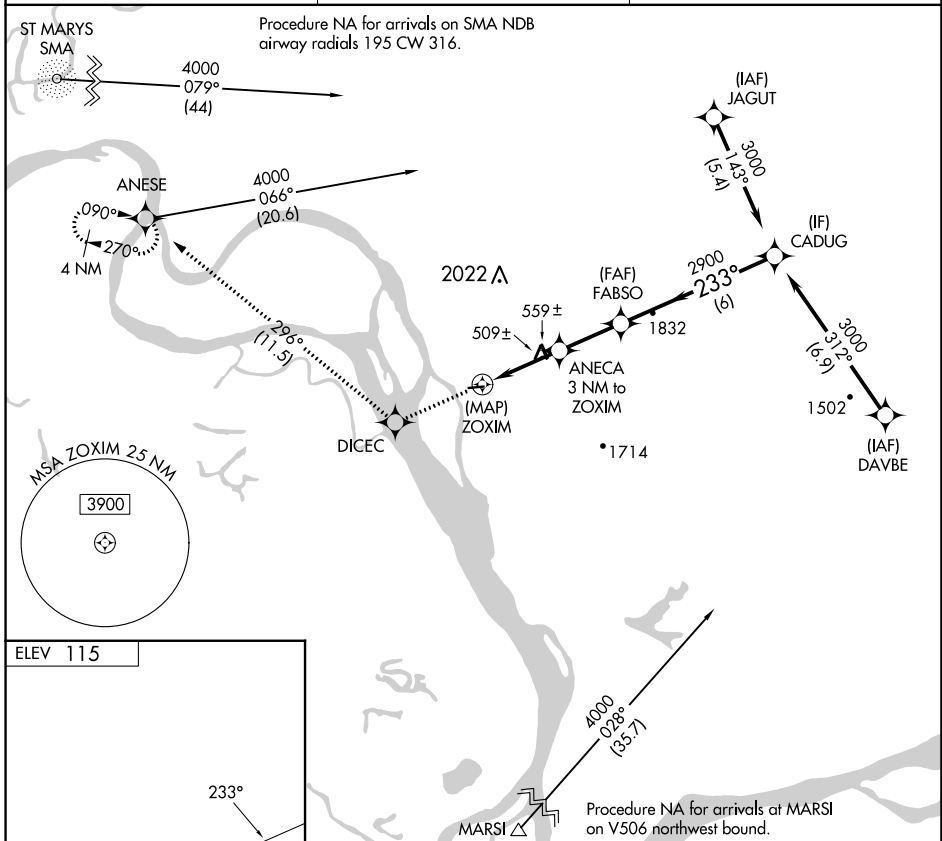 Procedure NA for arrivals on SMA NDB
airway radials 195 CW 316.
ST MARYS
SMA
4000
079°
(44)
(IAF)
JAGUT
3000
143°
(5.4)
ANESE
4000
066°
(20.6)
090°
270°
4 NM
(IF)
CADUG
2022
(FAF)
FABSO
2900
233°
(6)
559±
509±
1832
296°
(11.5)
ANECA
3 NM to
ZOXIM
3000
312°
(6.9)
(MAP)
ZOXIM
1502
DICEC
1714
(IAF)
DAVBE
MSA ZOXIM 25 NM
3900
ELEV 115
233°
4000
028°
(35.7)
MARSI
Procedure NA for arrivals at MARSI
on V506 northwest bound.